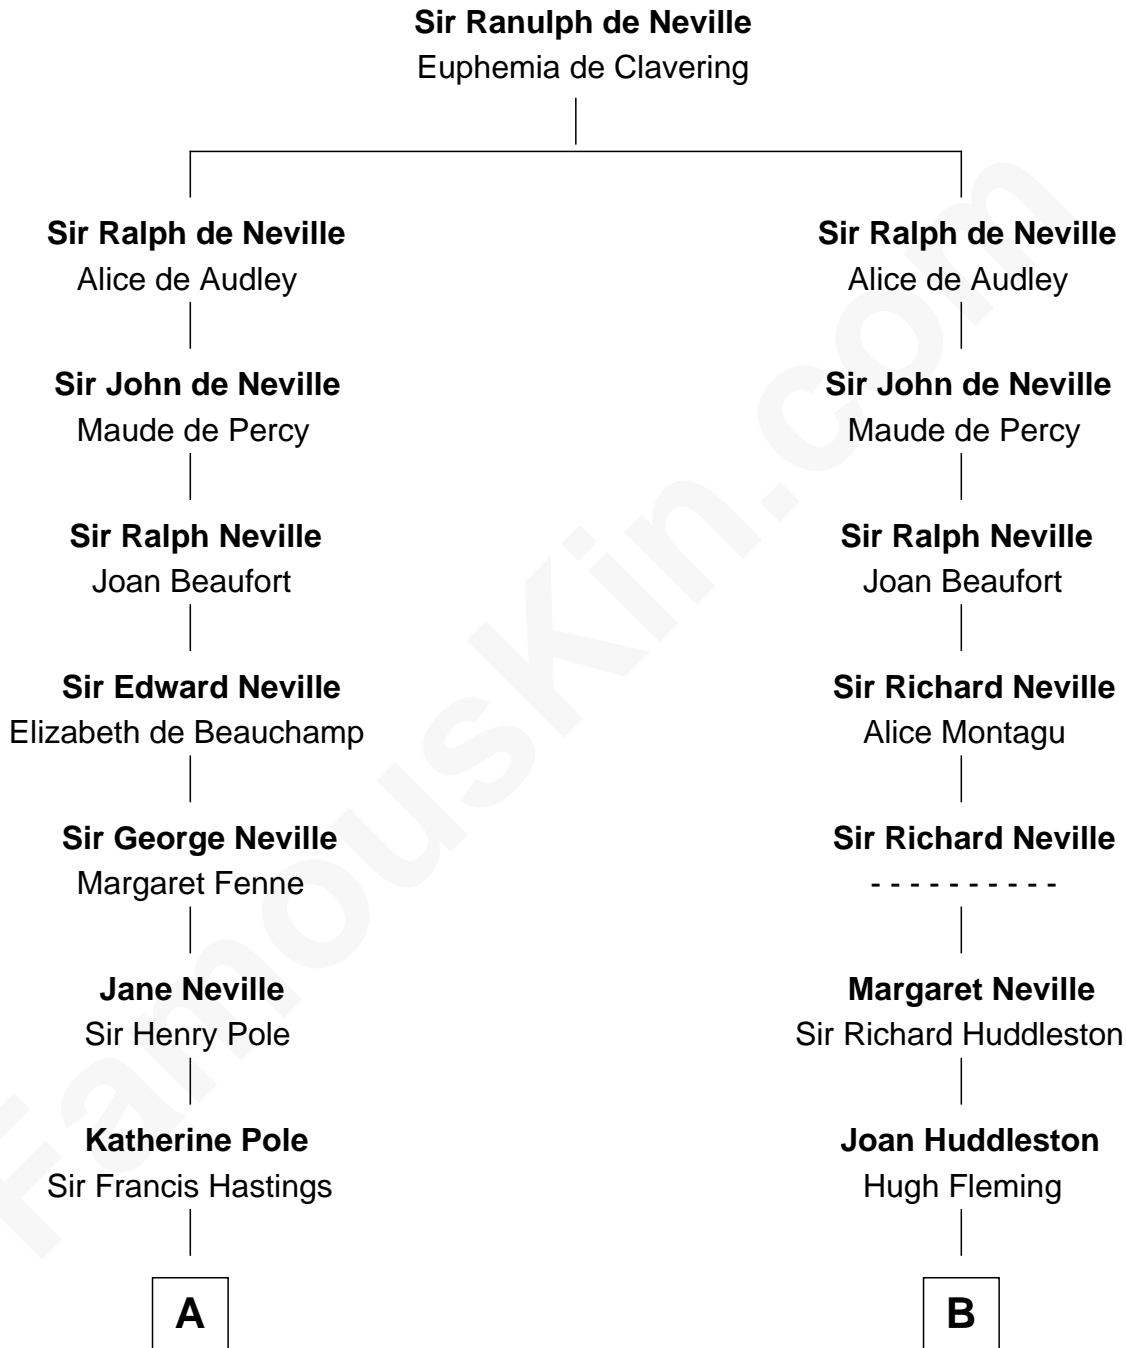 Sir Ranulph de Neville
Euphemia de Clavering
Sir Ralph de Neville
Alice de Audley
Sir John de Neville
Maude de Percy
Sir Ralph Neville
Joan Beaufort
Sir Edward Neville
Elizabeth de Beauchamp
Sir George Neville
Margaret Fenne
Jane Neville
Sir Henry Pole
Katherine Pole
Sir Francis Hastings
A
Sir Ralph de Neville
Alice de Audley
Sir John de Neville
Maude de Percy
Sir Ralph Neville
Joan Beaufort
Sir Richard Neville
Alice Montagu
Sir Richard Neville
- - - - - - - - - -
Margaret Neville
Sir Richard Huddleston
Joan Huddleston
Hugh Fleming
B
FamousKin.com